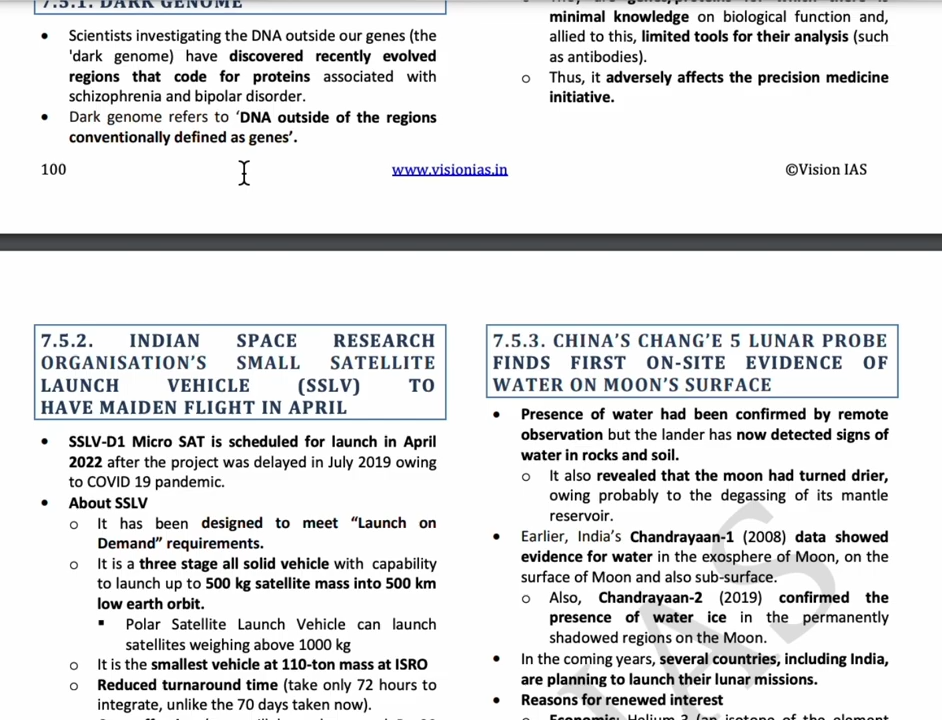 7.5.1. DARK GENOME
• Scientists investigating the DNA outside our genes (the
'dark genome) have discovered recently evolved
regions that code for proteins associated with
schizophrenia and bipolar disorder.
• Dark genome refers to ‘DNA outside of the regions
conventionally defined as genes’.
minimal knowledge on biological function and,
allied to this, limited tools for their analysis (such
as antibodies).
o Thus, it adversely affects the precision medicine
initiative.
100
www.visionias.in
©Vision IAS
7.5.2. INDIAN SPACE RESEARCH
ORGANISATION’S SMALL SATELLITE
LAUNCH VEHICLE (SSLV) TO
HAVE MAIDEN FLIGHT IN APRIL
• SSLV-D1 Micro SAT is scheduled for launch in April
2022 after the project was delayed in July 2019 owing
to COVID 19 pandemic.
• About SSLV
o It has been designed to meet “Launch on
Demand” requirements.
o It is a three stage all solid vehicle with capability
to launch up to 500 kg satellite mass into 500 km
low earth orbit.
▪ Polar Satellite Launch Vehicle can launch
satellites weighing above 1000 kg
o It is the smallest vehicle at 110-ton mass at ISRO
o Reduced turnaround time (take only 72 hours to
integrate, unlike the 70 days taken now).
7.5.3. CHINA’S CHANG’E 5 LUNAR PROBE
FINDS FIRST ON-SITE EVIDENCE OF
WATER ON MOON’S SURFACE
• Presence of water had been confirmed by remote
observation but the lander has now detected signs of
water in rocks and soil.
o It also revealed that the moon had turned drier,
owing probably to the degassing of its mantle
reservoir.
• Earlier, India’s Chandrayaan-1 (2008) data showed
evidence for water in the exosphere of Moon, on the
surface of Moon and also sub-surface.
o Also, Chandrayaan-2 (2019) confirmed the
presence of water ice in the permanently
shadowed regions on the Moon.
• In the coming years, several countries, including India,
are planning to launch their lunar missions.
• Reasons for renewed interest
o Economic: Helium-3 (an isotope of the element
IAS